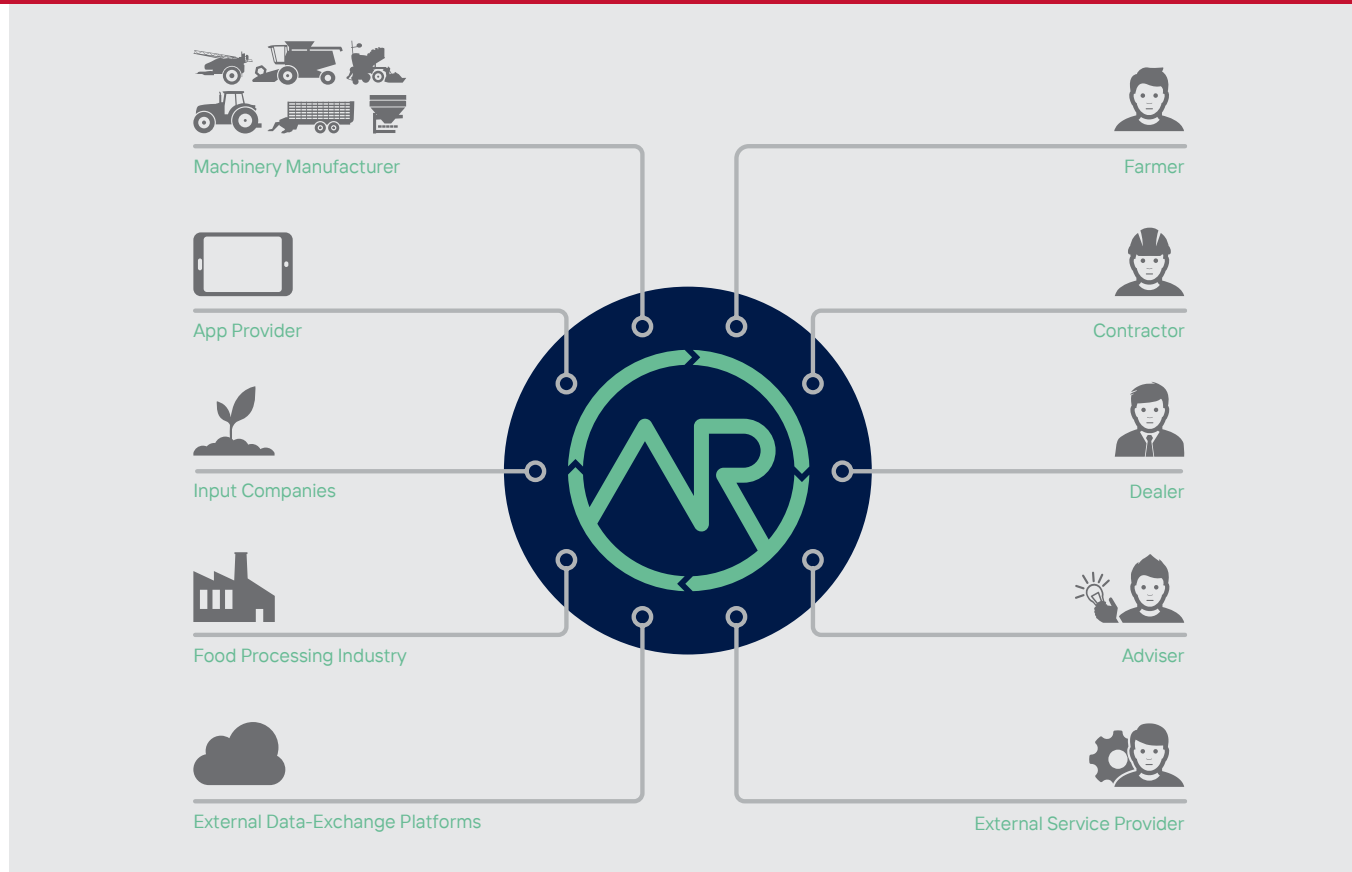 Machinery Manufacturer
Farmer
App Provider
Contractor
AR
Input Companies
Dealer
Food Processing Industry
Adviser
External Data-Exchange Platforms
External Service Provider